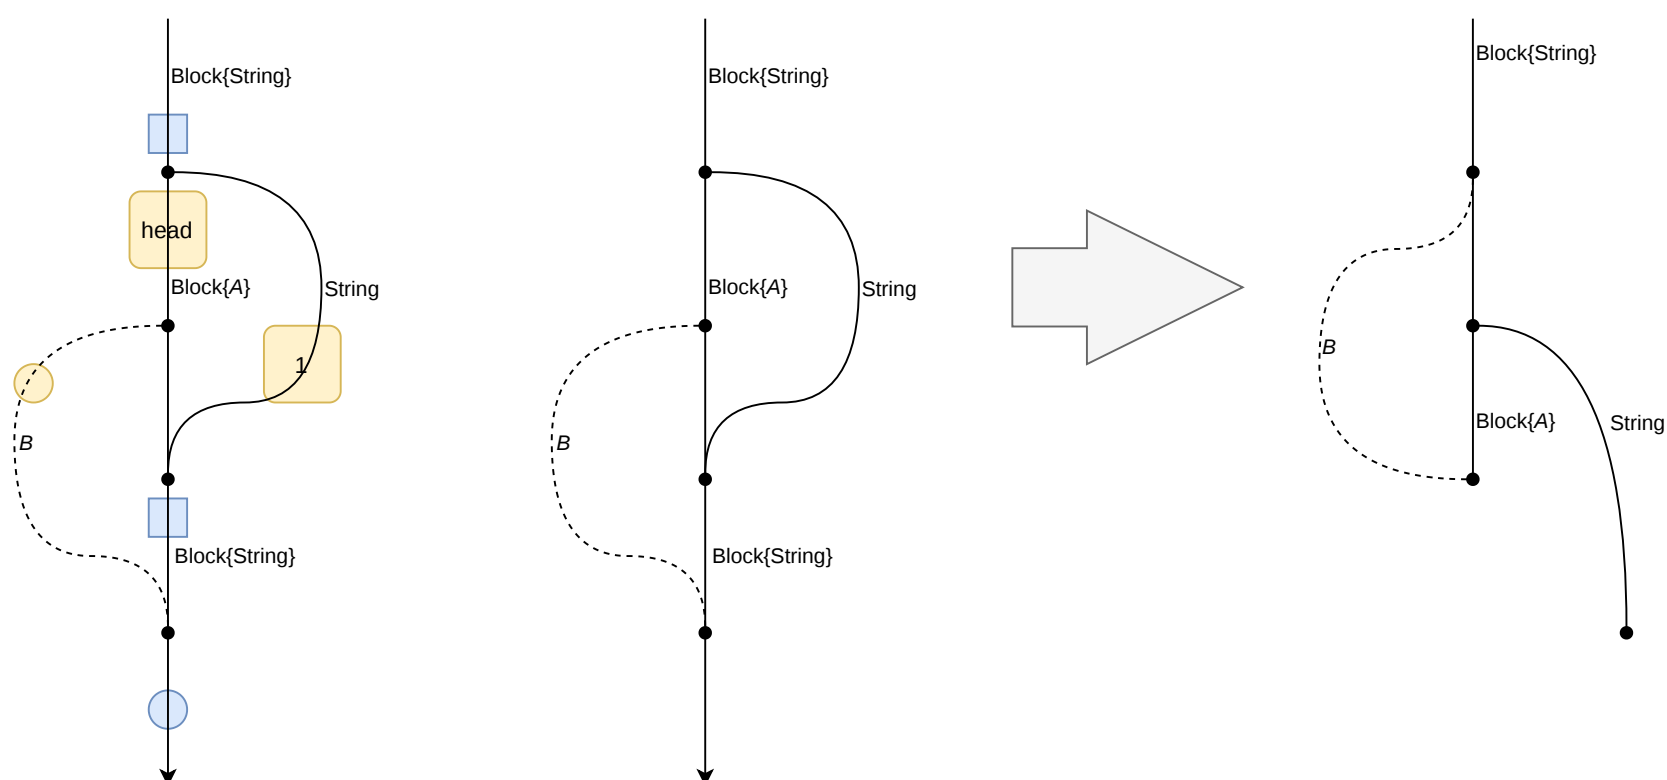 Block{String}
head
Block{A}
String
1
B
Block{String}
Block{String}
Block{A}
String
B
Block{String}
Block{String}
B
Block{A}
String